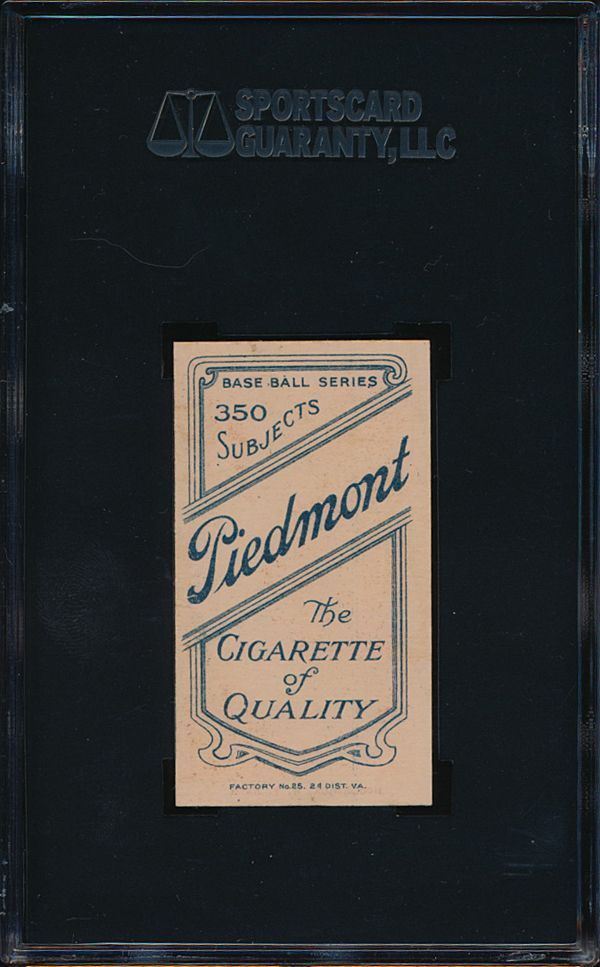 SPORTSCARD
GUARANTY, LLC
BASE BALL SERIES
350
SUBJECTS
Piedmont
The
CIGARETTE
of
QUALITY
FACTORY No. 25. 2d DIST. VA.